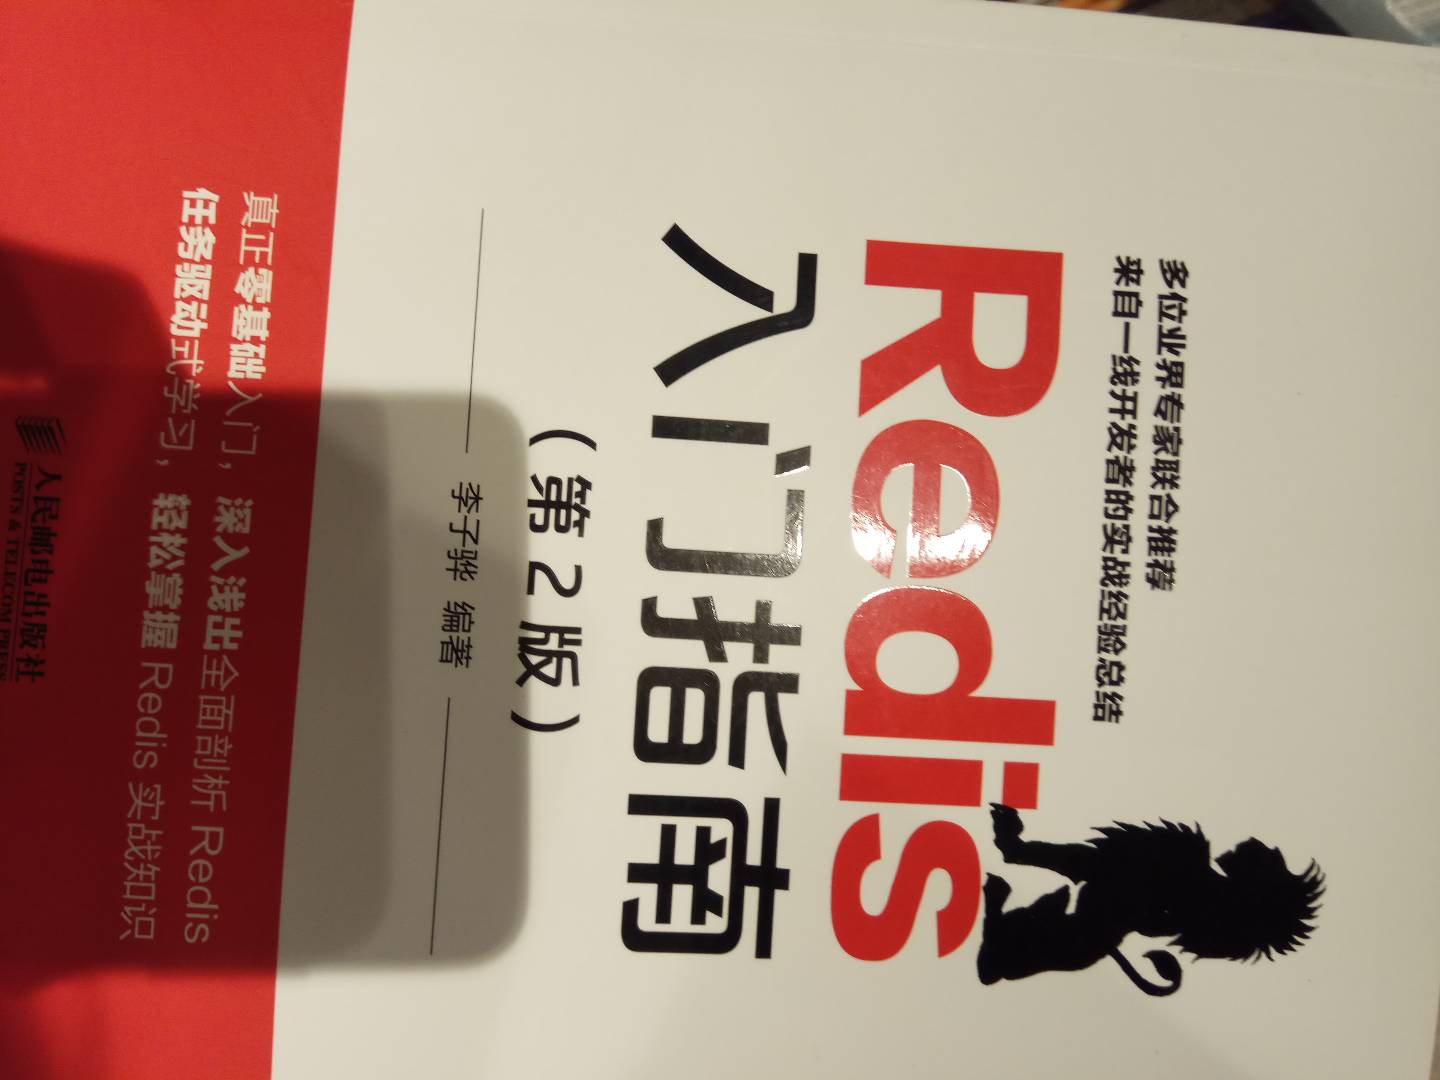 多位业界专家联合推荐
来自一线开发者的实战经验总结
Redis
入门指南
（第2版）
李子骅 编著
真正零基础入门，深入浅出全面剖析 Redis
任务驱动式学习，轻松掌握 Redis 实战知识
人民邮电出版社
POSTS & TELECOM PRESS